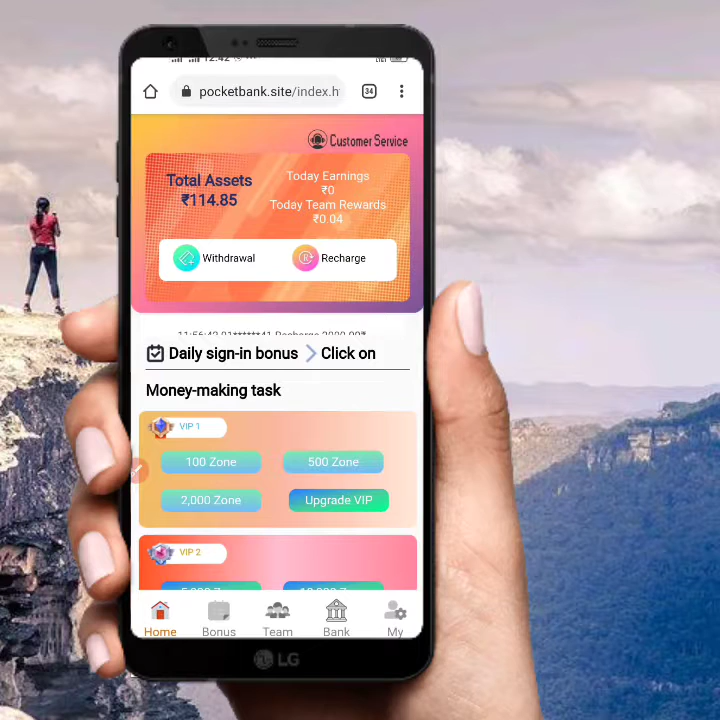 12:42
pocketbank.site/index.h
34
Customer Service
Total Assets
₹114.85
Today Earnings
₹0
Today Team Rewards
₹0.04
Withdrawal
Recharge
Daily sign-in bonus
Click on
Money-making task
VIP 1
100 Zone
500 Zone
2,000 Zone
Upgrade VIP
VIP 2
Home
Bonus
Team
Bank
My
LG